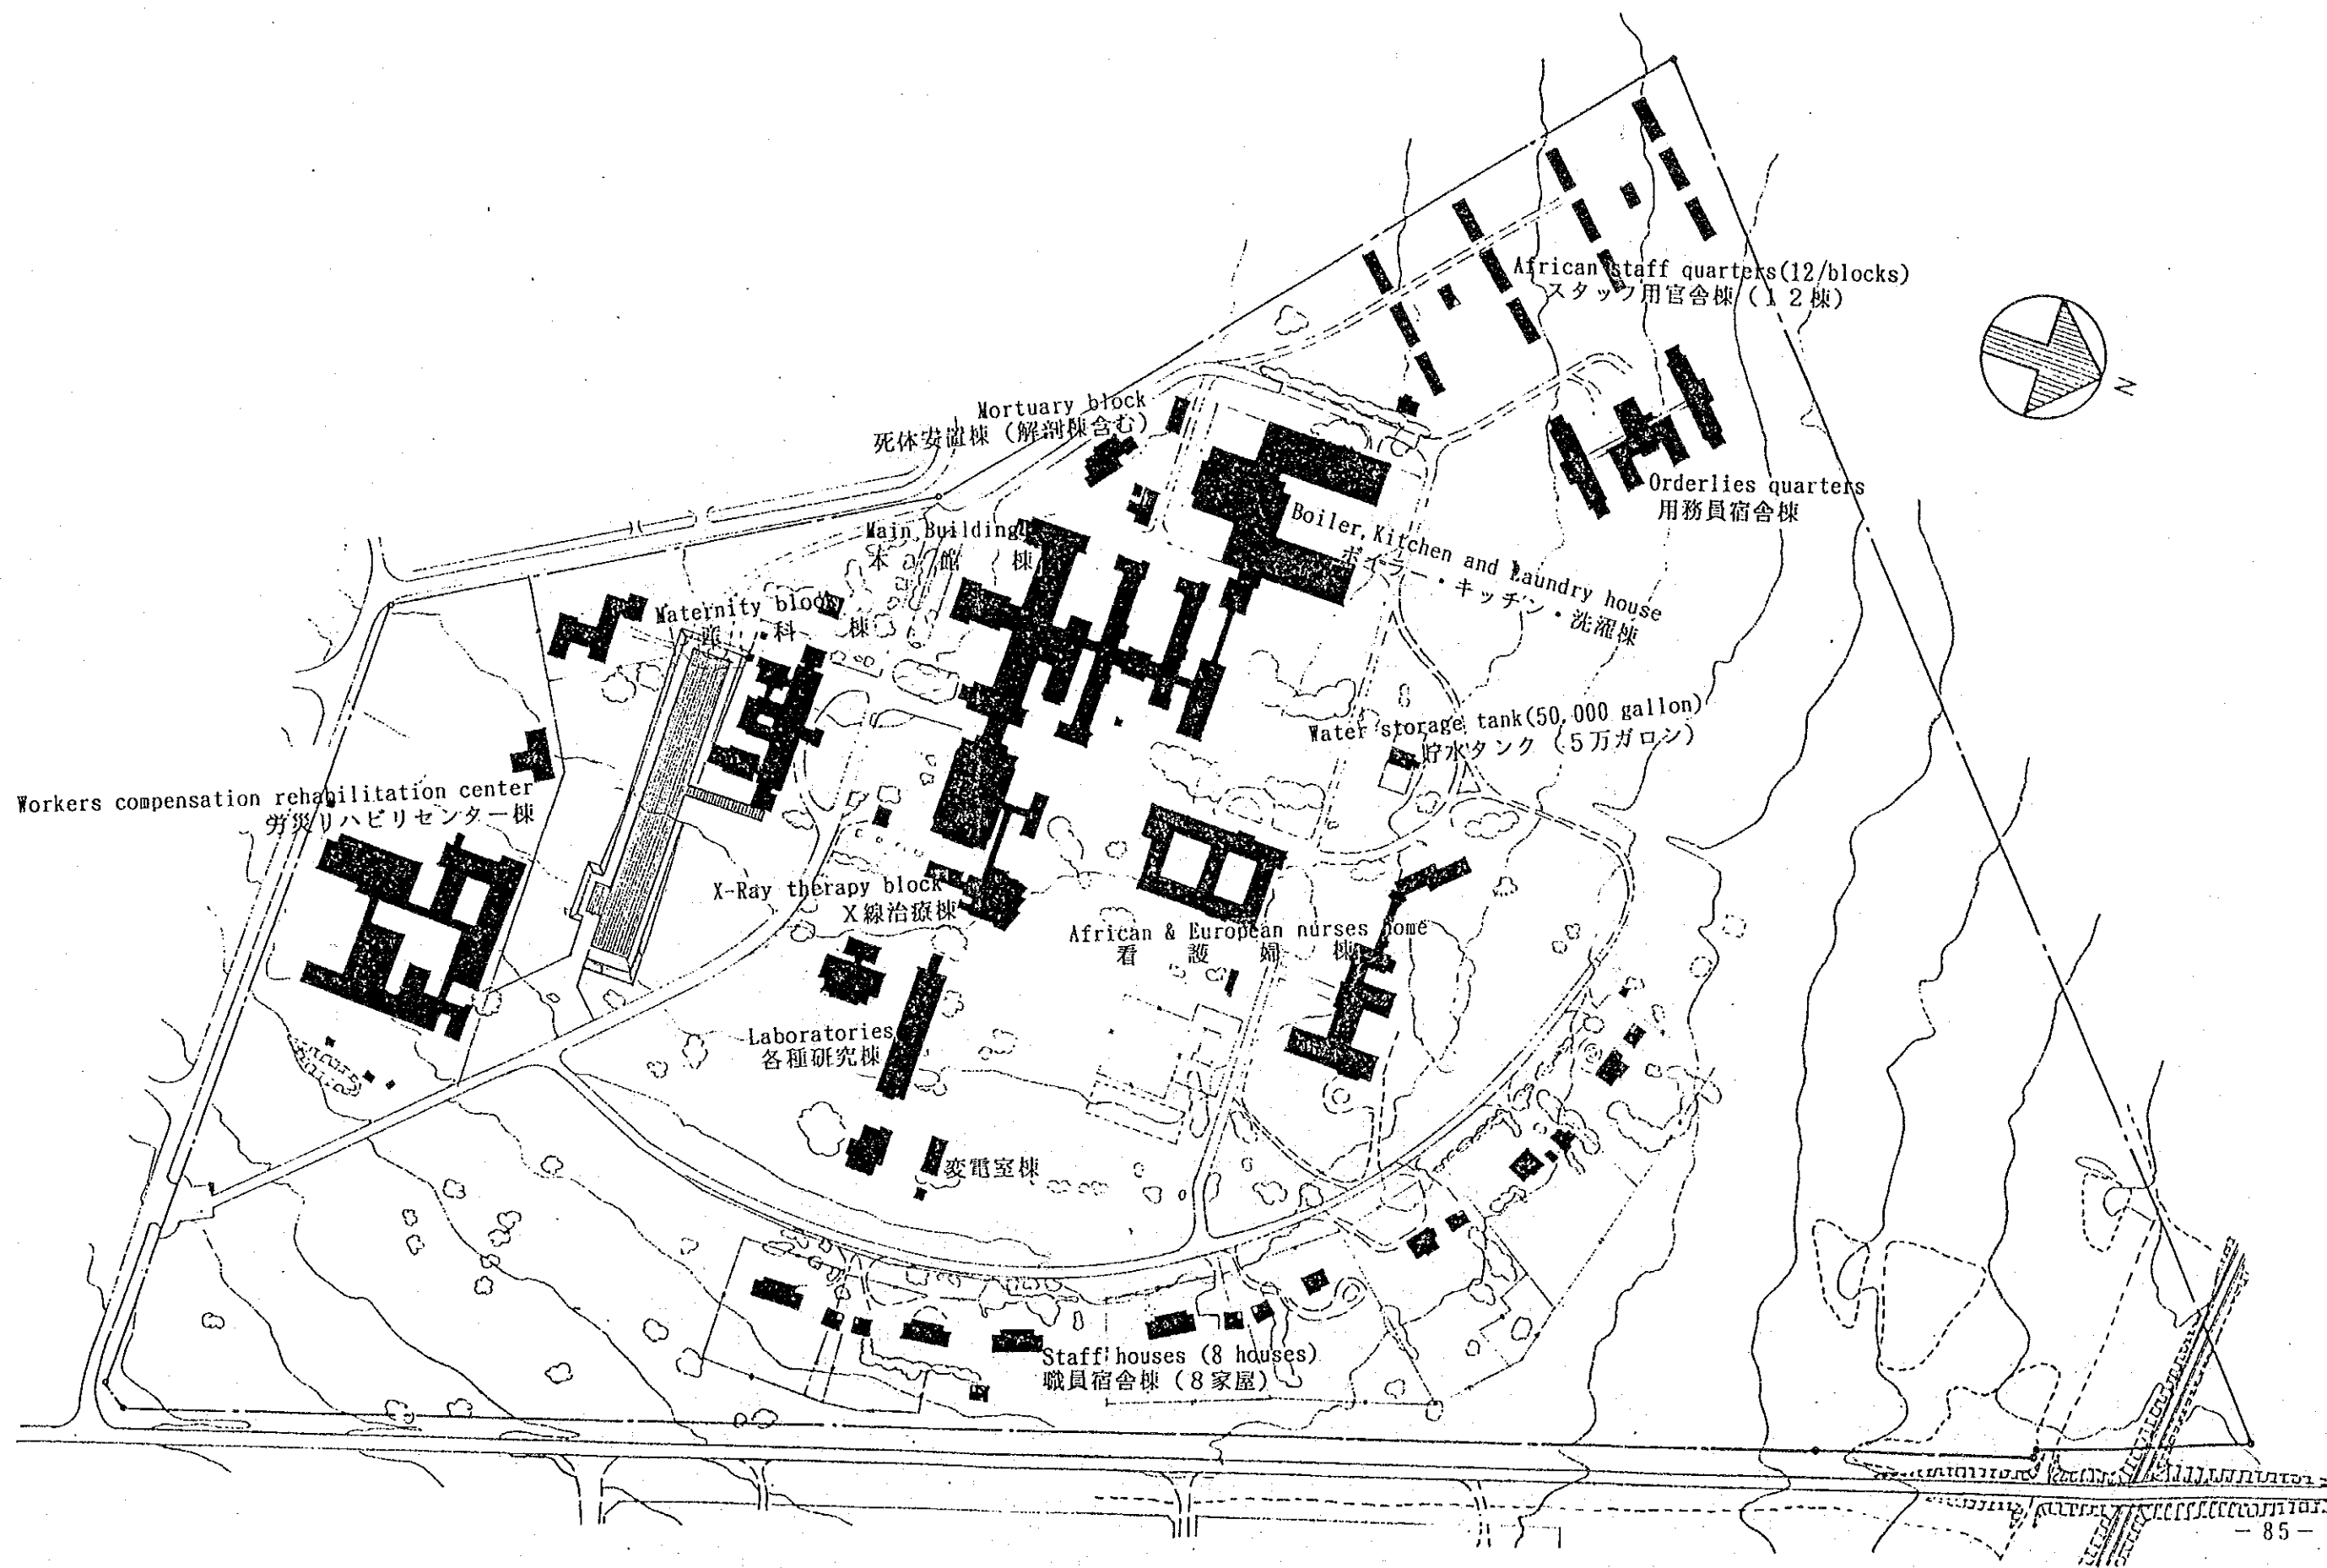 African staff quarters(12/blocks)
スタッフ用官舎棟（１２棟）
N
Mortuary block
死体安置棟（解剖棟含む）
Orderlies quarters
用務員宿舎棟
Main Building
本館棟
Boiler, Kitchen and Laundry house
ボイラー・キッチン・洗濯棟
Maternity block
産科棟
Water storage tank(50,000 gallon)
貯水タンク（５万ガロン）
Workers compensation rehabilitation center
労災リハビリセンター棟
X-Ray therapy block
X線治療棟
African & European nurses home
看護婦棟
Laboratories
各種研究棟
変電室棟
Staff houses (8 houses)
職員宿舎棟（８家屋）
－85－